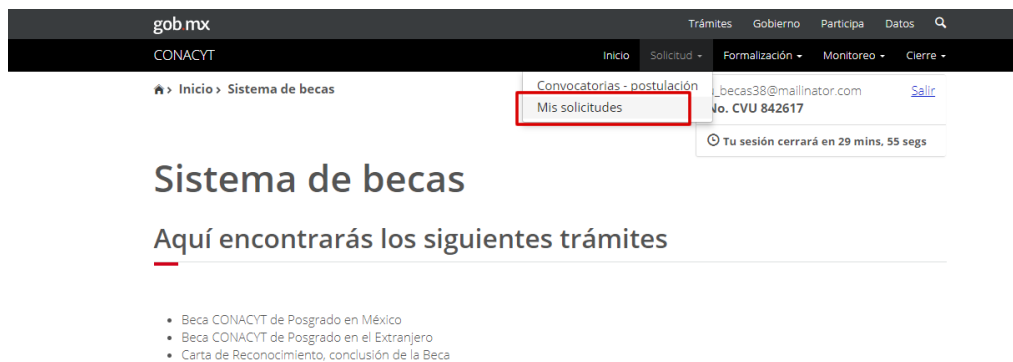 gob.mx
Trámites Gobierno Participa Datos
CONACYT
Inicio Solicitud Formalización Monitoreo Cierre
Inicio > Sistema de becas
Convocatorias - postulación
Mis solicitudes
_becas38@mailinator.com Salir
No. CVU 842617
Tu sesión cerrará en 29 mins, 55 segs
Sistema de becas
Aquí encontrarás los siguientes trámites
• Beca CONACYT de Posgrado en México
• Beca CONACYT de Posgrado en el Extranjero
• Carta de Reconocimiento, conclusión de la Beca